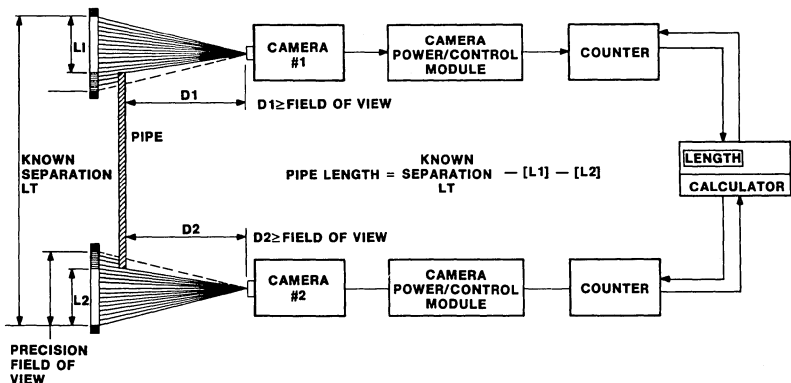 L1
CAMERA
#1
CAMERA
POWER/CONTROL
MODULE
COUNTER
D1
D1≥FIELD OF VIEW
PIPE
KNOWN
SEPARATION
LT
PIPE LENGTH = KNOWN SEPARATION LT — [L1] — [L2]
LENGTH
CALCULATOR
D2
D2≥FIELD OF VIEW
L2
CAMERA
#2
CAMERA
POWER/CONTROL
MODULE
COUNTER
PRECISION
FIELD OF
VIEW